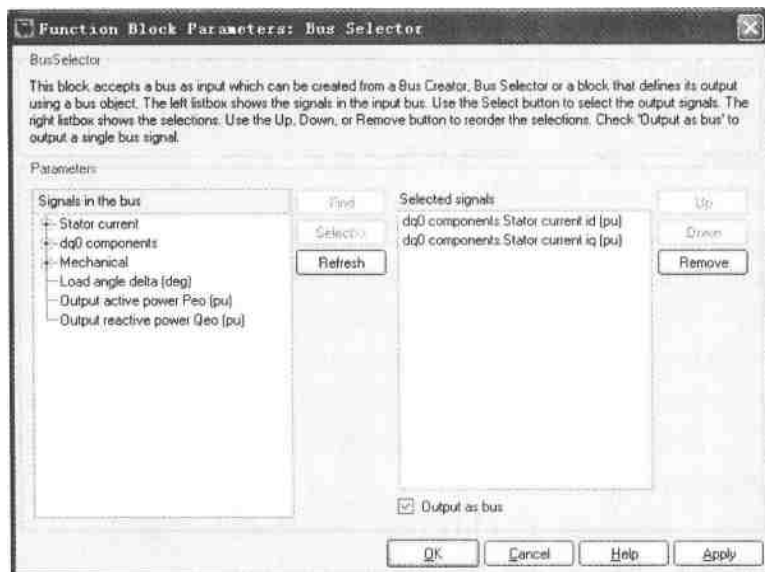 Function Block Parameters: Bus Selector
BusSelector
This block accepts a bus as input which can be created from a Bus Creator, Bus Selector or a block that defines its output
using a bus object. The left listbox shows the signals in the input bus. Use the Select button to select the output signals. The
right listbox shows the selections. Use the Up, Down, or Remove button to reorder the selections. Check 'Output as bus' to
output a single bus signal.
Parameters
Signals in the bus
Stator current
dq0 components
Mechanical
Load angle delta (deg)
Output active power Peo (pu)
Output reactive power Qeo (pu)
Find
Select>>
Refresh
Selected signals
dq0 components.Stator current id (pu)
dq0 components.Stator current iq (pu)
Up
Down
Remove
Output as bus
OK
Cancel
Help
Apply